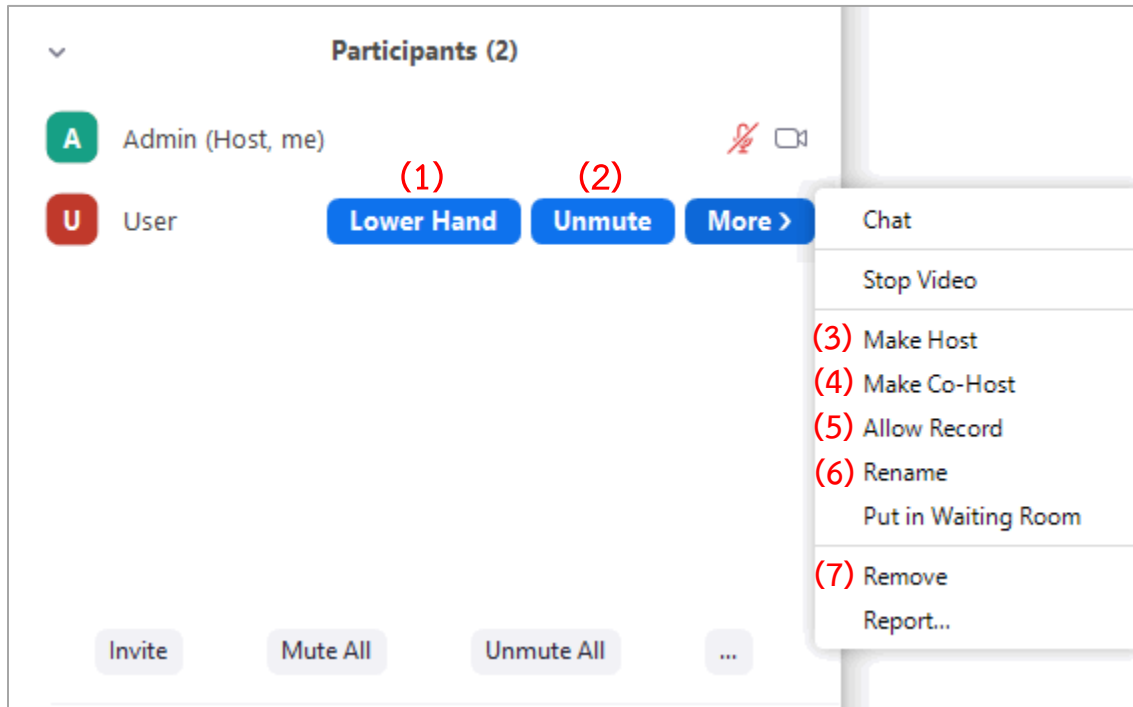 Participants (2)
A Admin (Host, me)
(1) (2)
U User Lower Hand Unmute More >
Chat
Stop Video
(3) Make Host
(4) Make Co-Host
(5) Allow Record
(6) Rename
Put in Waiting Room
(7) Remove
Report...
Invite Mute All Unmute All ...